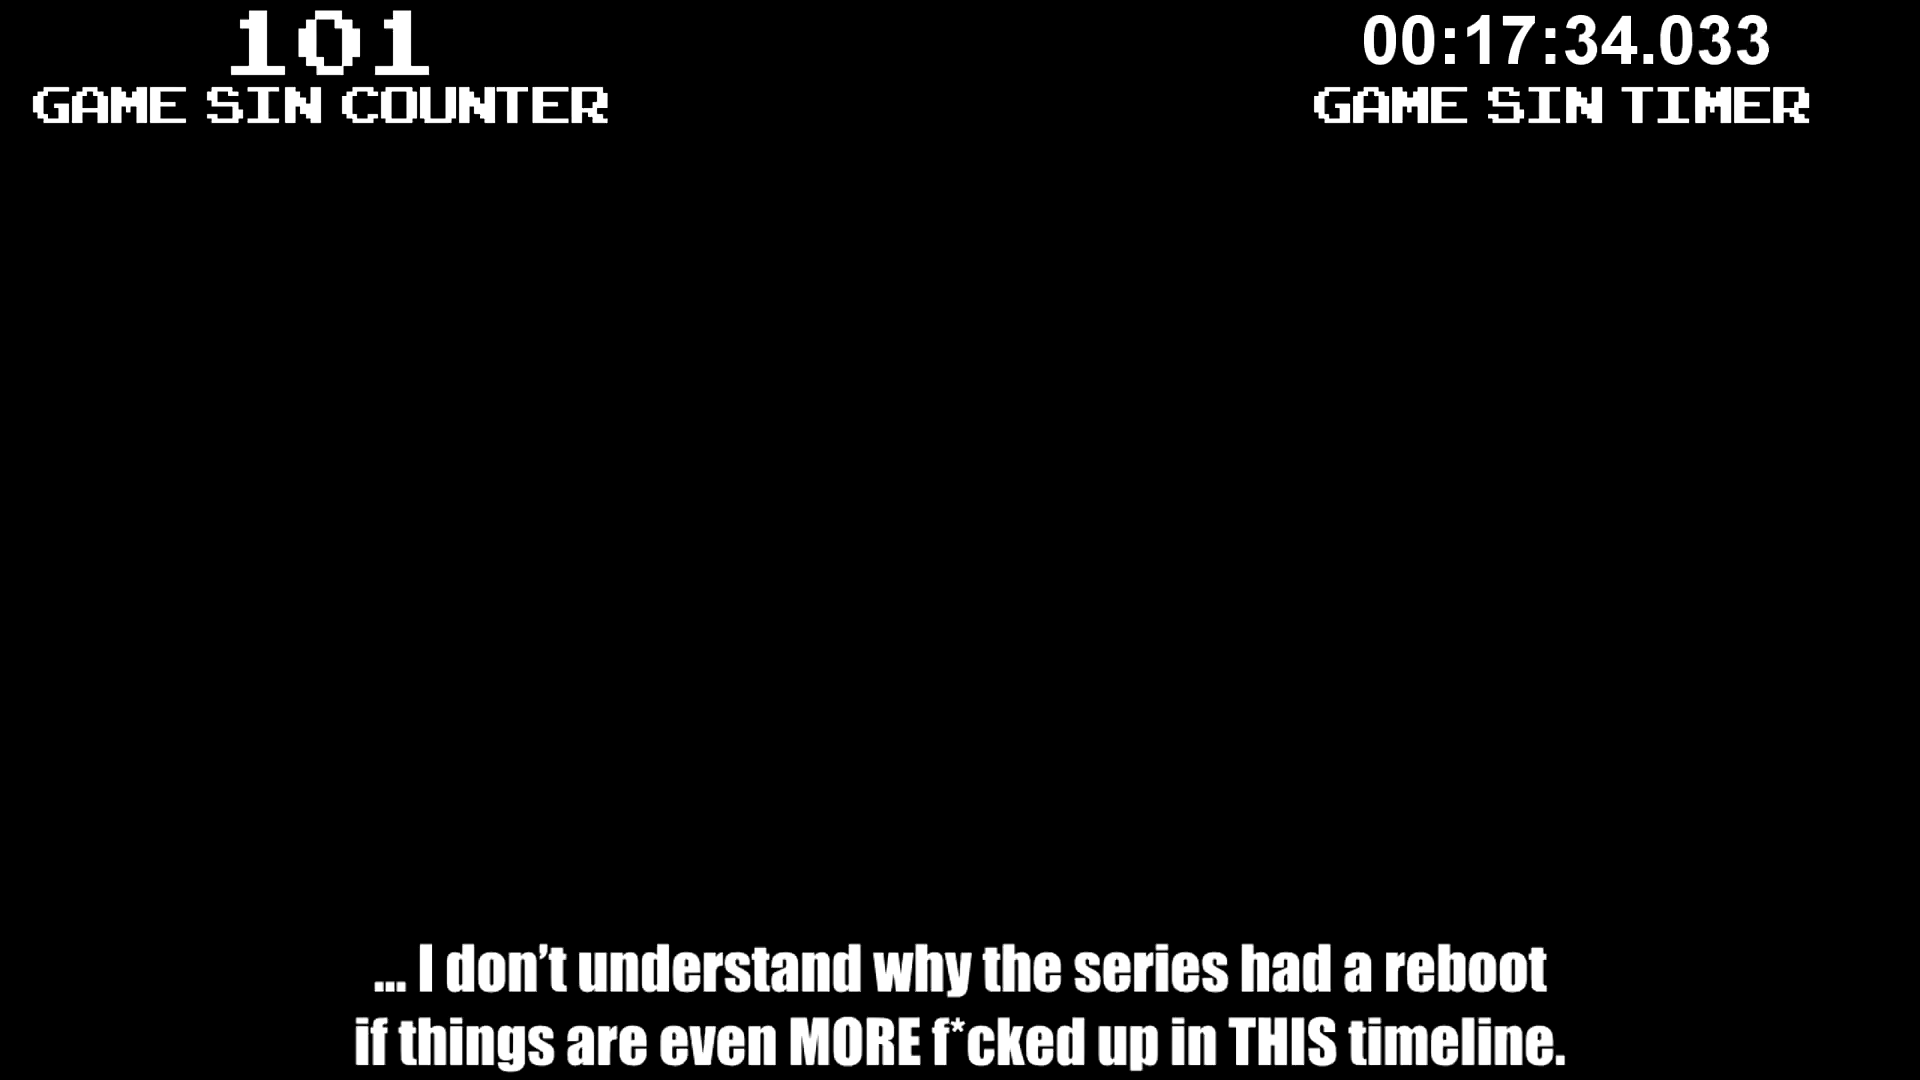 101
GAME SIN COUNTER
00:17:34.033
GAME SIN TIMER
... I don’t understand why the series had a reboot
if things are even MORE f*cked up in THIS timeline.